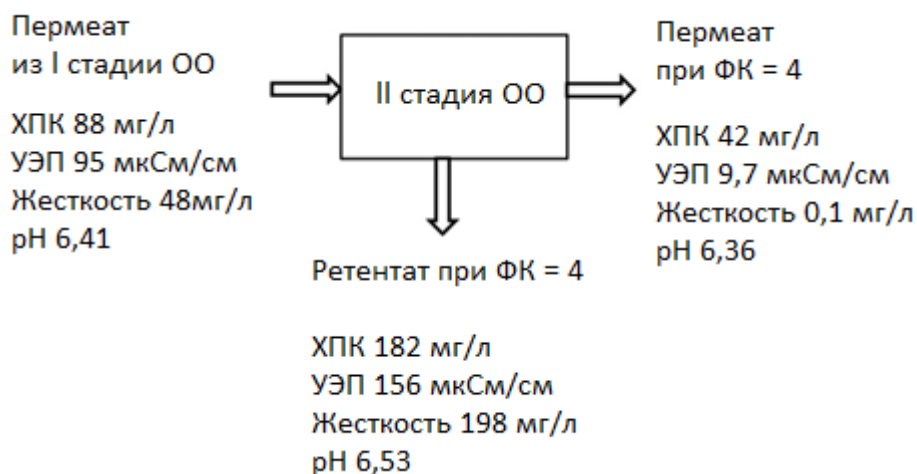 Пермеат
из I стадии ОО
ХПК 88 мг/л
УЭП 95 мкСм/см
Жесткость 48мг/л
pH 6,41
II стадия ОО
Пермеат
при ФК = 4
ХПК 42 мг/л
УЭП 9,7 мкСм/см
Жесткость 0,1 мг/л
pH 6,36
Ретентат при ФК = 4
ХПК 182 мг/л
УЭП 156 мкСм/см
Жесткость 198 мг/л
pH 6,53